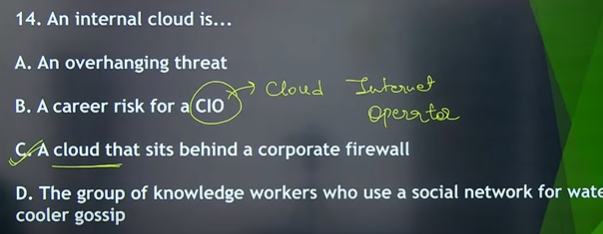 14. An internal cloud is...
A. An overhanging threat
Cloud Internet
B. A career risk for a CIO
Operator
C. A cloud that sits behind a corporate firewall
D. The group of knowledge workers who use a social network for wate
cooler gossip